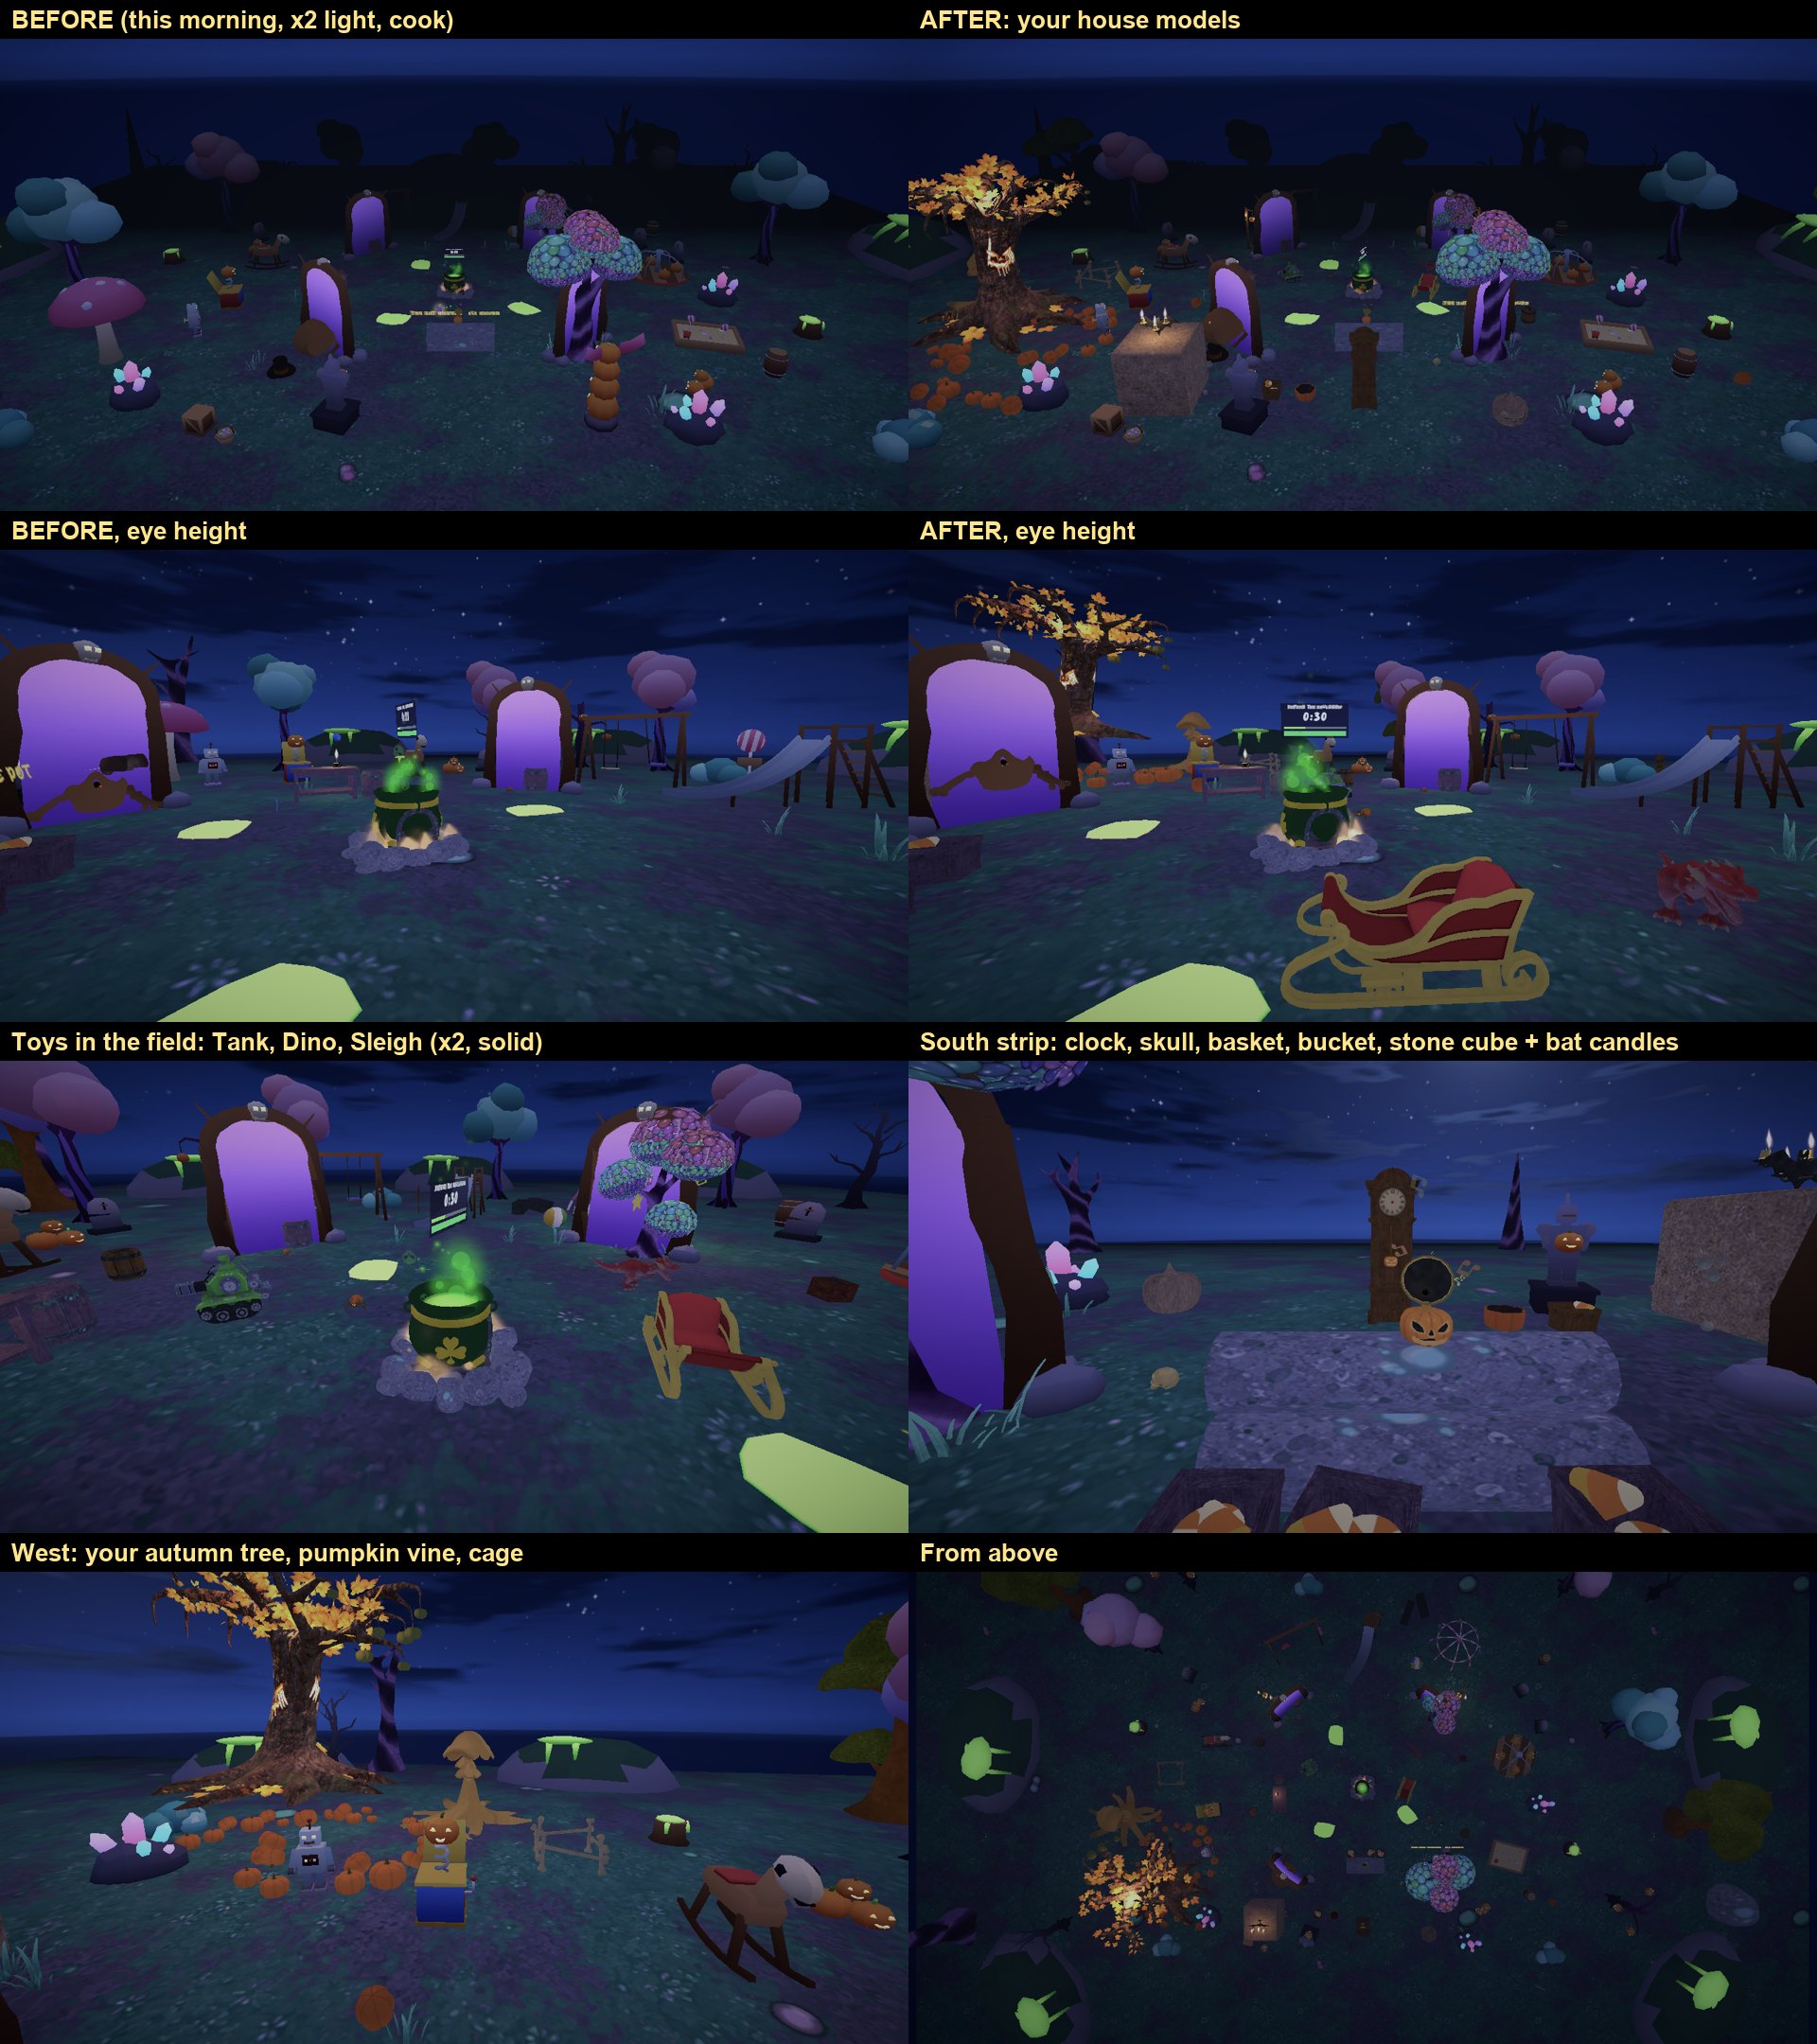 BEFORE (this morning, x2 light, cook)
AFTER: your house models
BEFORE, eye height
AFTER, eye height
0:30
Toys in the field: Tank, Dino, Sleigh (x2, solid)
South strip: clock, skull, basket, bucket, stone cube + bat candles
0:30
West: your autumn tree, pumpkin vine, cage
From above